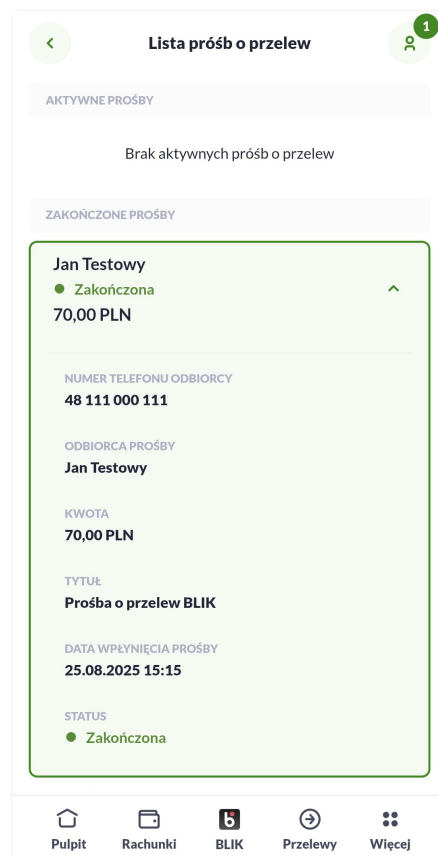 Lista próśb o przelew
1
AKTYWNE PROŚBY
Brak aktywnych próśb o przelew
ZAKOŃCZONE PROŚBY
Jan Testowy
Zakończona
70,00 PLN
NUMER TELEFONU ODBIORCY
48 111 000 111
ODBIORCA PROŚBY
Jan Testowy
KWOTA
70,00 PLN
TYTUŁ
Prośba o przelew BLIK
DATA WPŁYNIĘCIA PROŚBY
25.08.2025 15:15
STATUS
Zakończona
Pulpit Rachunki BLIK Przelewy Więcej